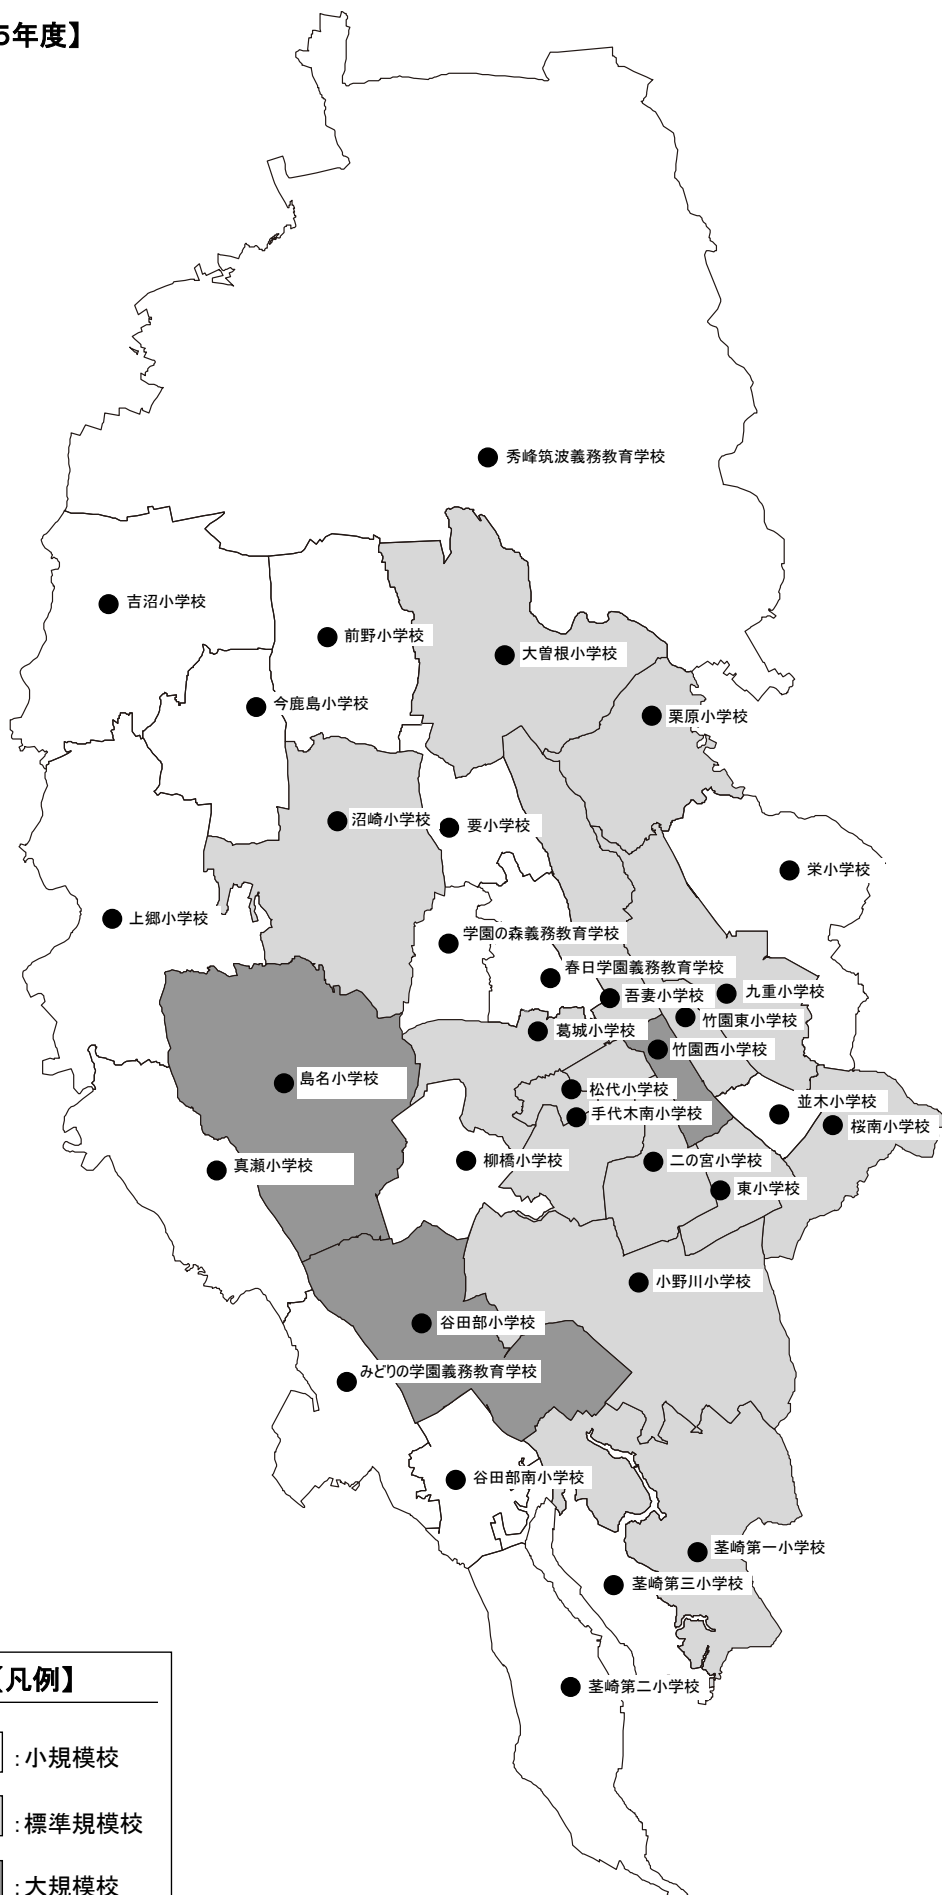 5年度】
秀峰筑波義務教育学校
吉沼小学校
前野小学校
大曽根小学校
今鹿島小学校
栗原小学校
沼崎小学校
要小学校
栄小学校
上郷小学校
学園の森義務教育学校
春日学園義務教育学校
吾妻小学校
九重小学校
竹園東小学校
葛城小学校
竹園西小学校
島名小学校
松代小学校
並木小学校
手代木南小学校
桜南小学校
真瀬小学校
柳橋小学校
二の宮小学校
東小学校
小野川小学校
谷田部小学校
みどりの学園義務教育学校
谷田部南小学校
茎崎第一小学校
茎崎第三小学校
茎崎第二小学校
【凡例】
：小規模校
：標準規模校
：大規模校